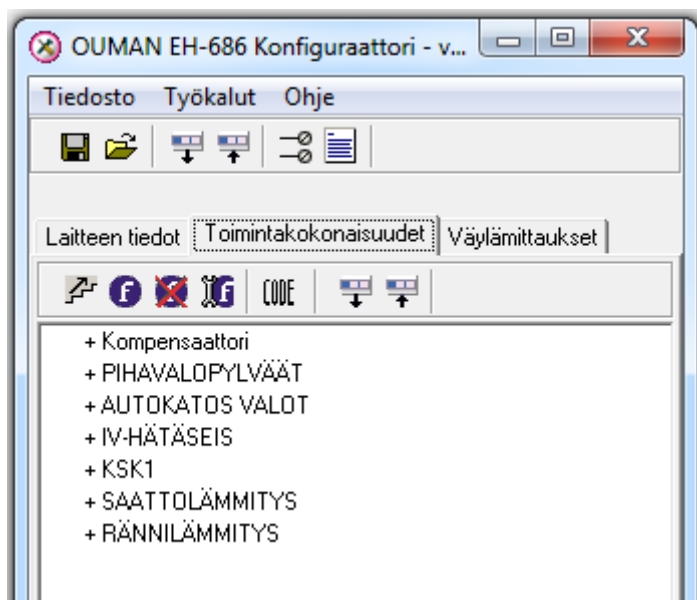 OUMAN EH-686 Konfiguraattori - v...
Tiedosto Työkalut Ohje
Laitteen tiedot Toimintakokonaisuudet Väylämittaukset
CODE
+ Kompensaattori
+ PIHAVALOPYLVÄÄT
+ AUTOKATOS VALOT
+ IV-HÄTÄSEIS
+ KSK1
+ SAATTOLÄMMITYS
+ RÄNNILÄMMITYS